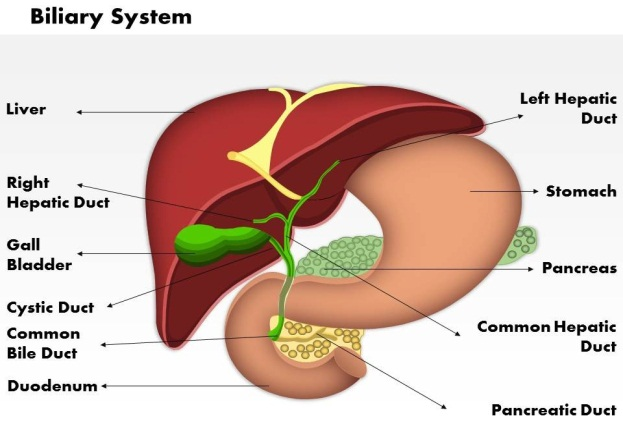 Biliary System
Liver
Right
Hepatic Duct
Gall
Bladder
Cystic Duct
Common
Bile Duct
Duodenum
Left Hepatic
Duct
Stomach
Pancreas
Common Hepatic
Duct
Pancreatic Duct